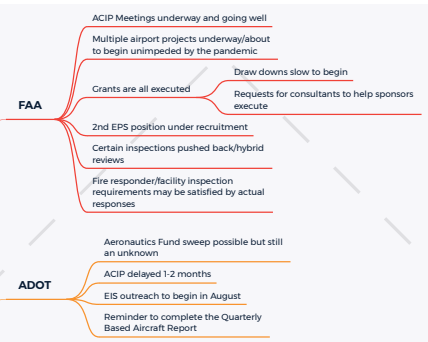 FAA
ACIP Meetings underway and going well
Multiple airport projects underway/about
to begin unimpeded by the pandemic
Grants are all executed
Draw downs slow to begin
Requests for consultants to help sponsors
execute
2nd EPS position under recruitment
Certain inspections pushed back/hybrid
reviews
Fire responder/facility inspection
requirements may be satisfied by actual
responses
ADOT
Aeronautics Fund sweep possible but still
an unknown
ACIP delayed 1-2 months
EIS outreach to begin in August
Reminder to complete the Quarterly
Based Aircraft Report